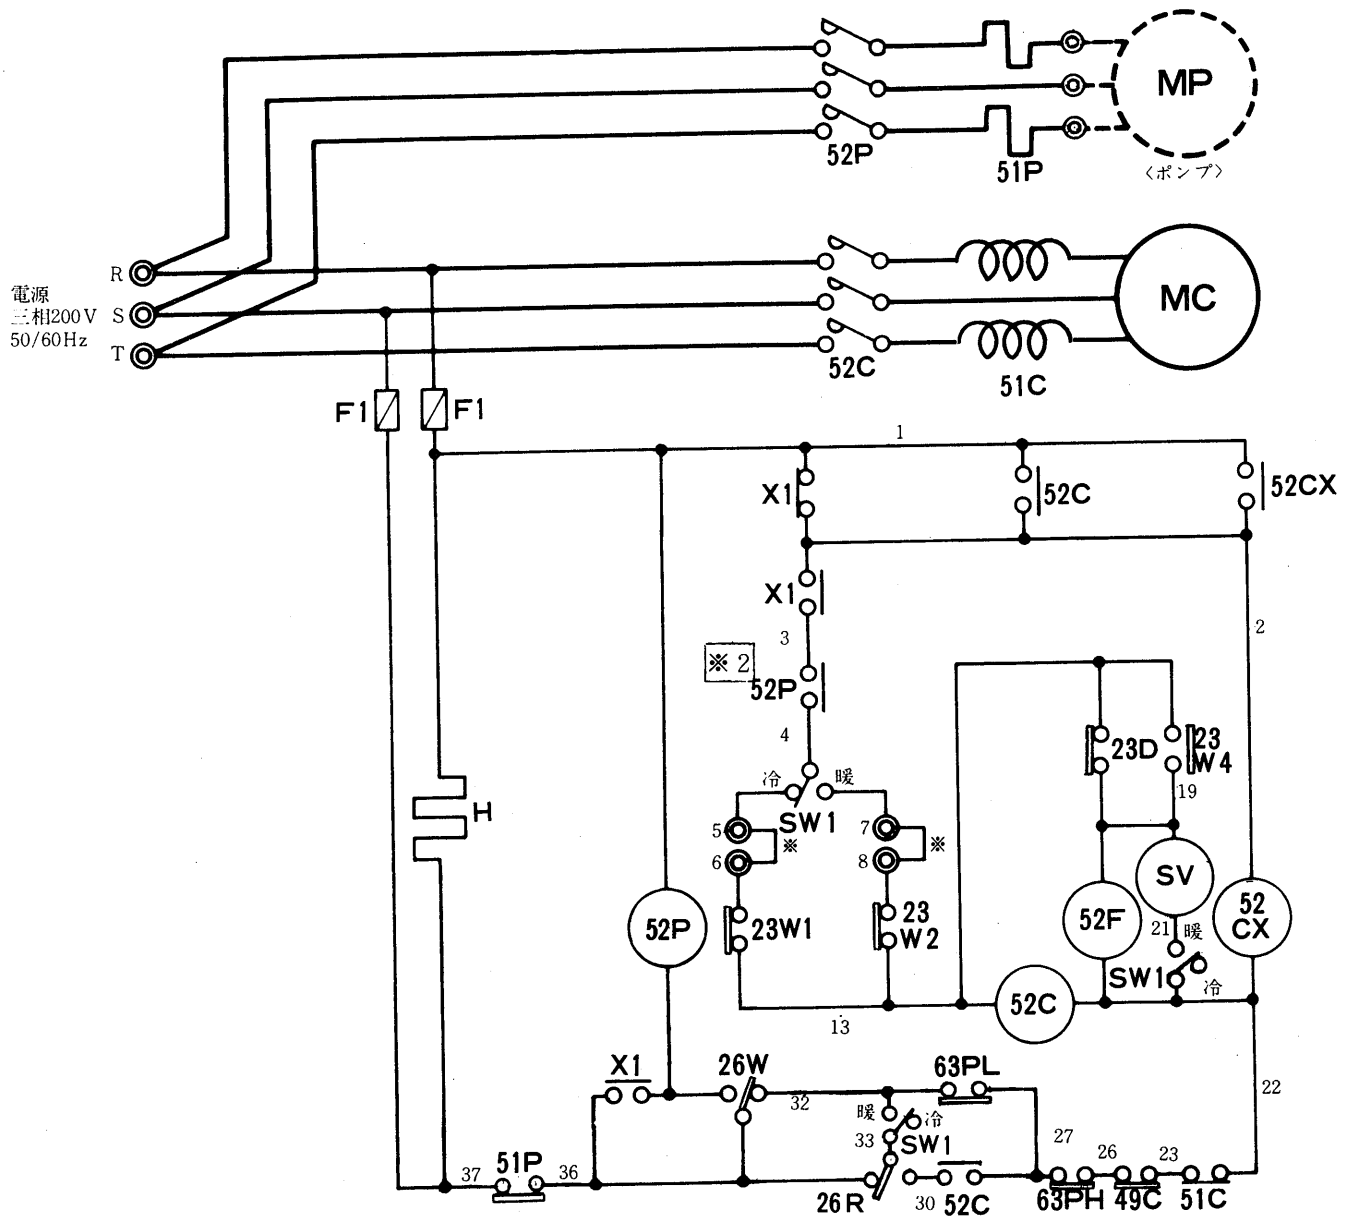 MP
52P
51P
〈ポンプ〉
R
電源
三相200V
S
50/60Hz
T
MC
52C
51C
F1
F1
1
X1
52C
52CX
X1
3
2
※2
52P
4
23D
23
W4
冷
暖
19
SW1
H
5
※
7
※
6
8
SV
52P
23W1
23
W2
52F
21
暖
52
CX
SW1
冷
52C
13
X1
26W
63PL
32
22
暖
冷
33
SW1
27
26
23
37
51P
36
26R
30
52C
63PH
49C
51C